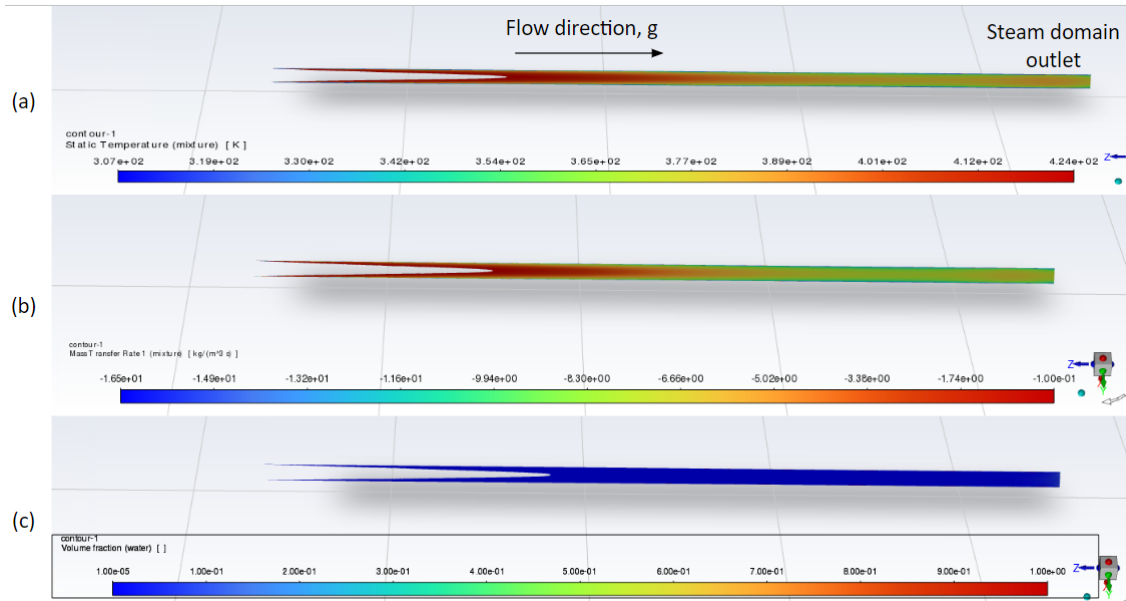 Flow direction, g
Steam domain
outlet
(a)
contour-1
Static Temperature (mixture) [ K ]
3.07e+02 3.19e+02 3.30e+02 3.42e+02 3.54e+02 3.65e+02 3.77e+02 3.89e+02 4.01e+02 4.12e+02 4.24e+02
Z
(b)
contour-1
Mass Transfer Rate 1 (mixture) [ kg/(m^3 s) ]
-1.65e+01 -1.49e+01 -1.32e+01 -1.16e+01 -9.94e+00 -8.30e+00 -6.66e+00 -5.02e+00 -3.38e+00 -1.74e+00 -1.00e-01
Z
(c)
contour-1
Volume fraction (water) [ ]
1.00e-05 1.00e-01 2.00e-01 3.00e-01 4.00e-01 5.00e-01 6.00e-01 7.00e-01 8.00e-01 9.00e-01 1.00e+00
Z